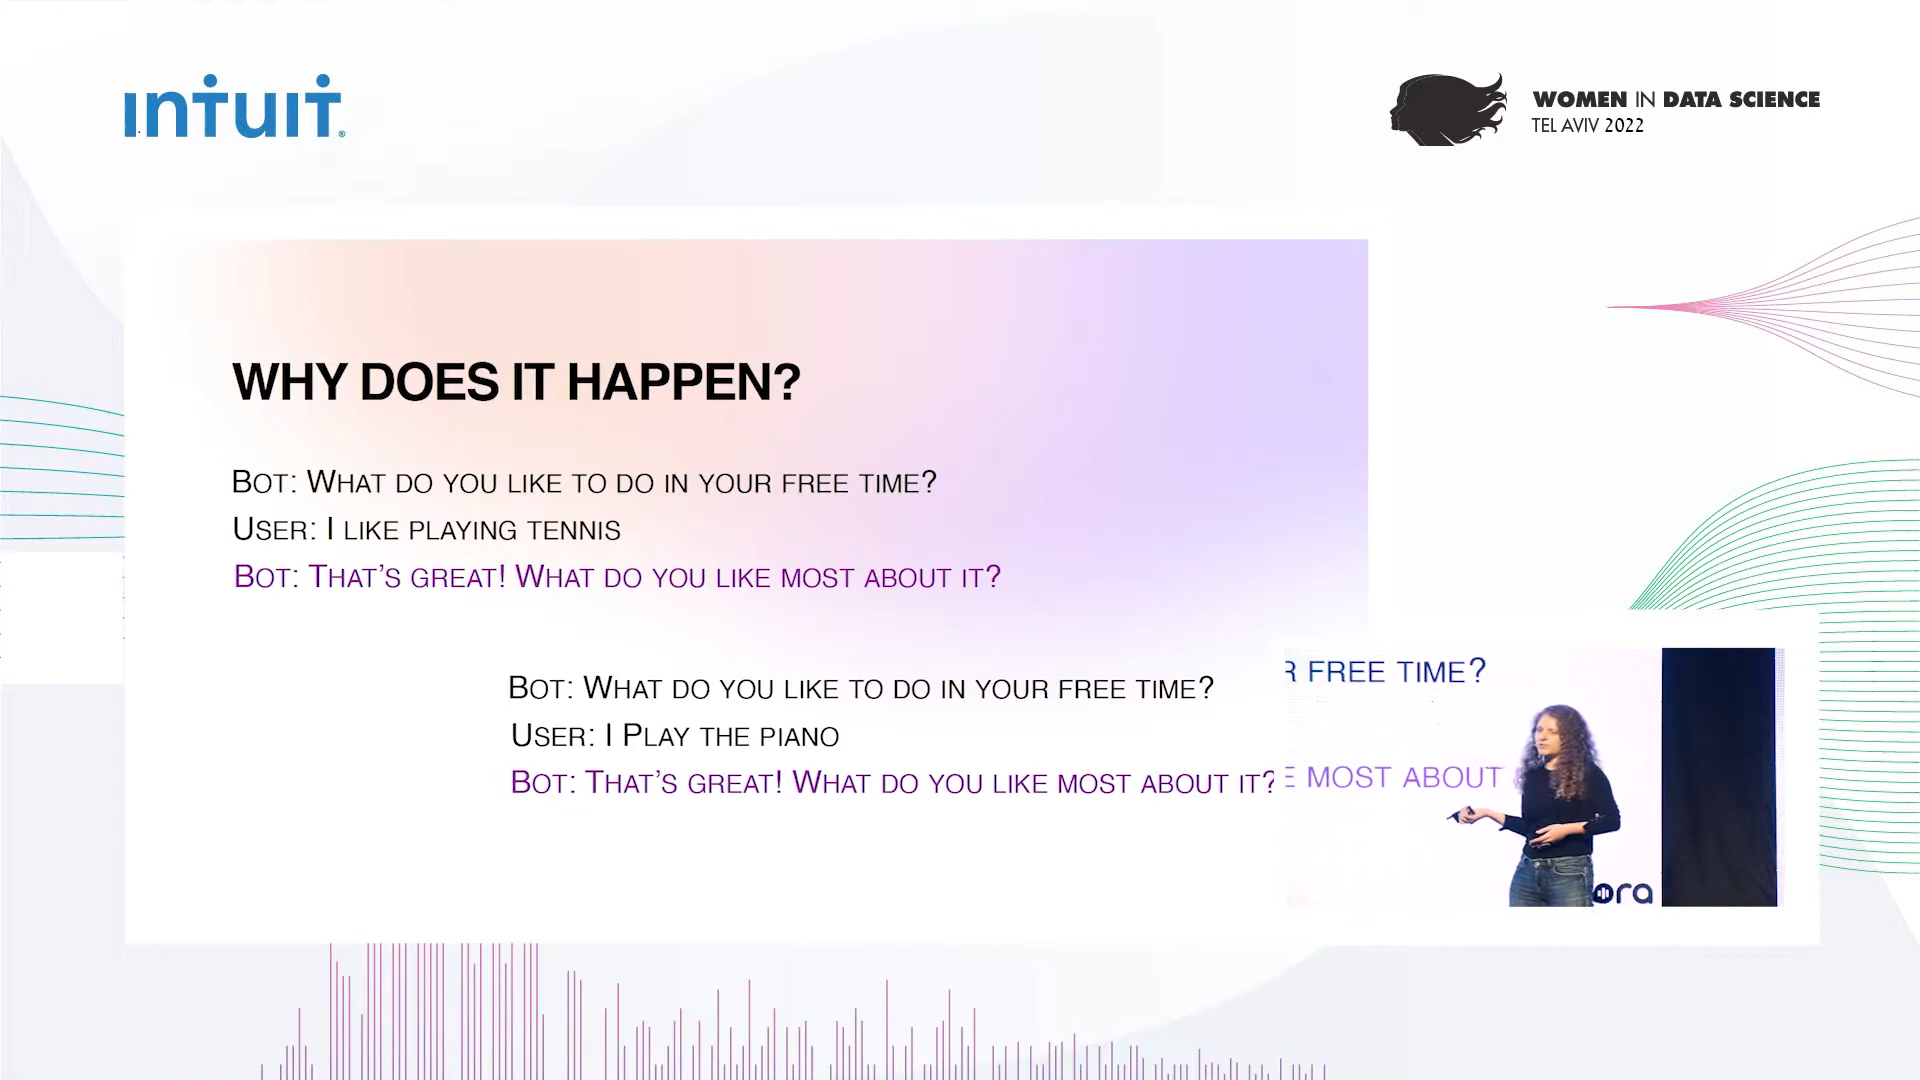 INTUIT
WOMEN IN DATA SCIENCE
TEL AVIV 2022
WHY DOES IT HAPPEN?
BOT: WHAT DO YOU LIKE TO DO IN YOUR FREE TIME?
USER: I LIKE PLAYING TENNIS
BOT: THAT'S GREAT! WHAT DO YOU LIKE MOST ABOUT IT?
BOT: WHAT DO YOU LIKE TO DO IN YOUR FREE TIME?
USER: I PLAY THE PIANO
BOT: THAT'S GREAT! WHAT DO YOU LIKE MOST ABOUT IT?
R FREE TIME?
E MOST ABOUT
ora